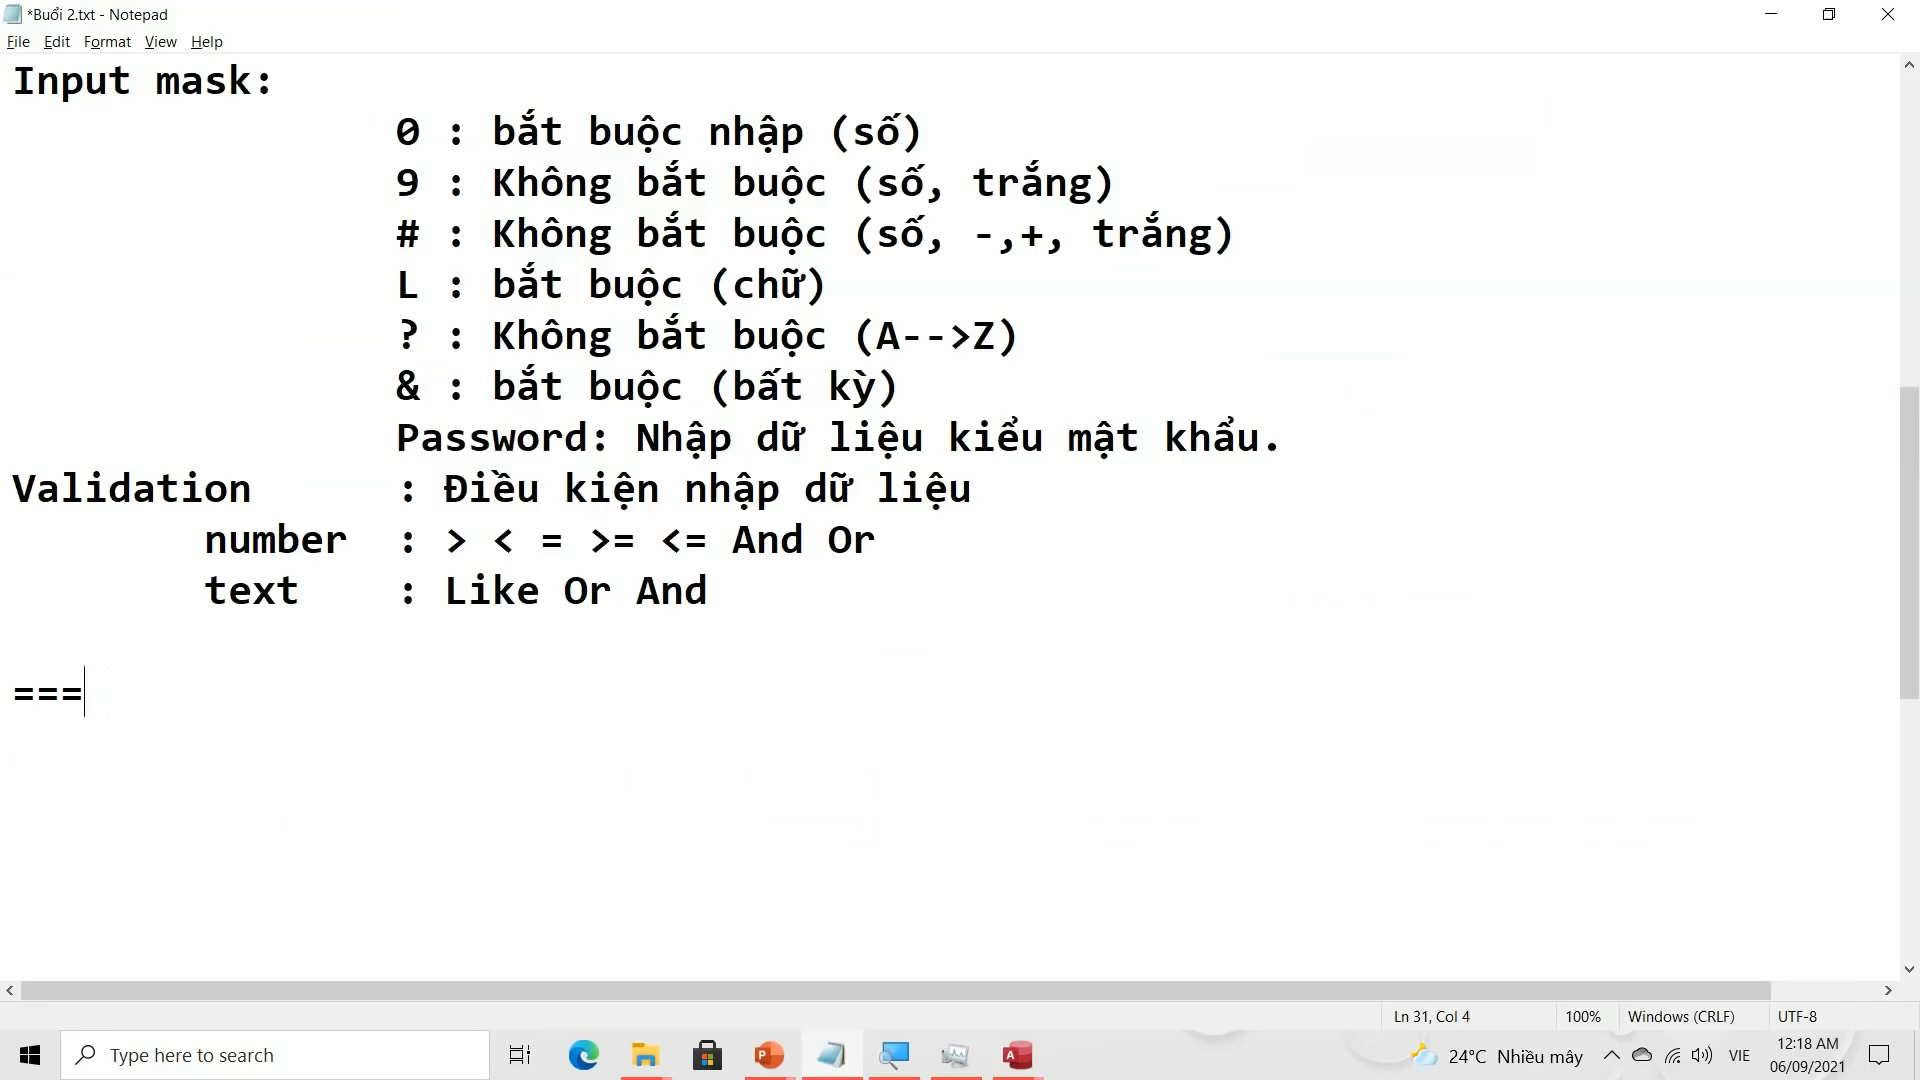 *Buổi 2.txt - Notepad
File Edit Format View Help
Input mask:
0 : bắt buộc nhập (số)
9 : Không bắt buộc (số, trắng)
# : Không bắt buộc (số, -,+, trắng)
L : bắt buộc (chữ)
? : Không bắt buộc (A-->Z)
& : bắt buộc (bất kỳ)
Password: Nhập dữ liệu kiểu mật khẩu.
Validation : Điều kiện nhập dữ liệu
number : > < = >= <= And Or
text : Like Or And
===
Ln 31, Col 4 100% Windows (CRLF) UTF-8
Type here to search
24°C Nhiều mây
VIE
12:18 AM
06/09/2021